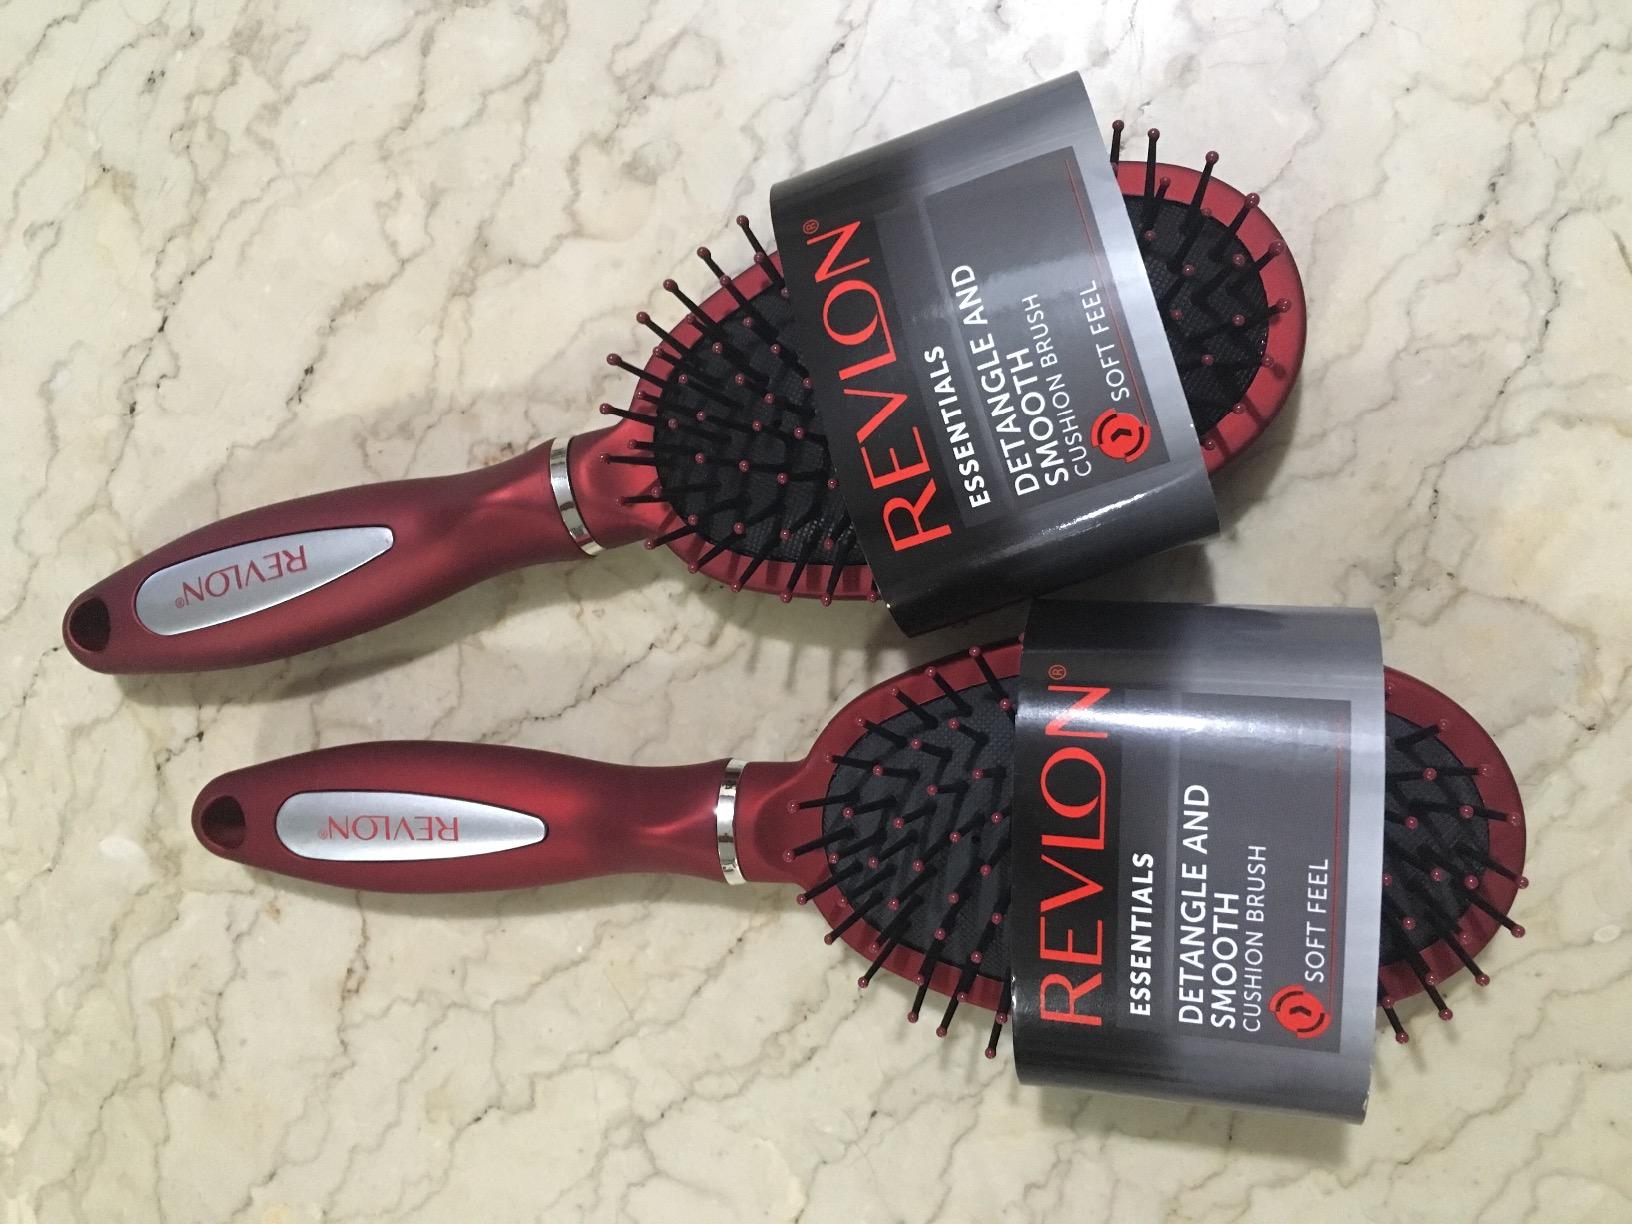 REVLON®
ESSENTIALS
DETANGLE AND
SMOOTH
CUSHION BRUSH
SOFT FEEL
REVLON®
REVLON®
ESSENTIALS
DETANGLE AND
SMOOTH
CUSHION BRUSH
SOFT FEEL
REVLON®